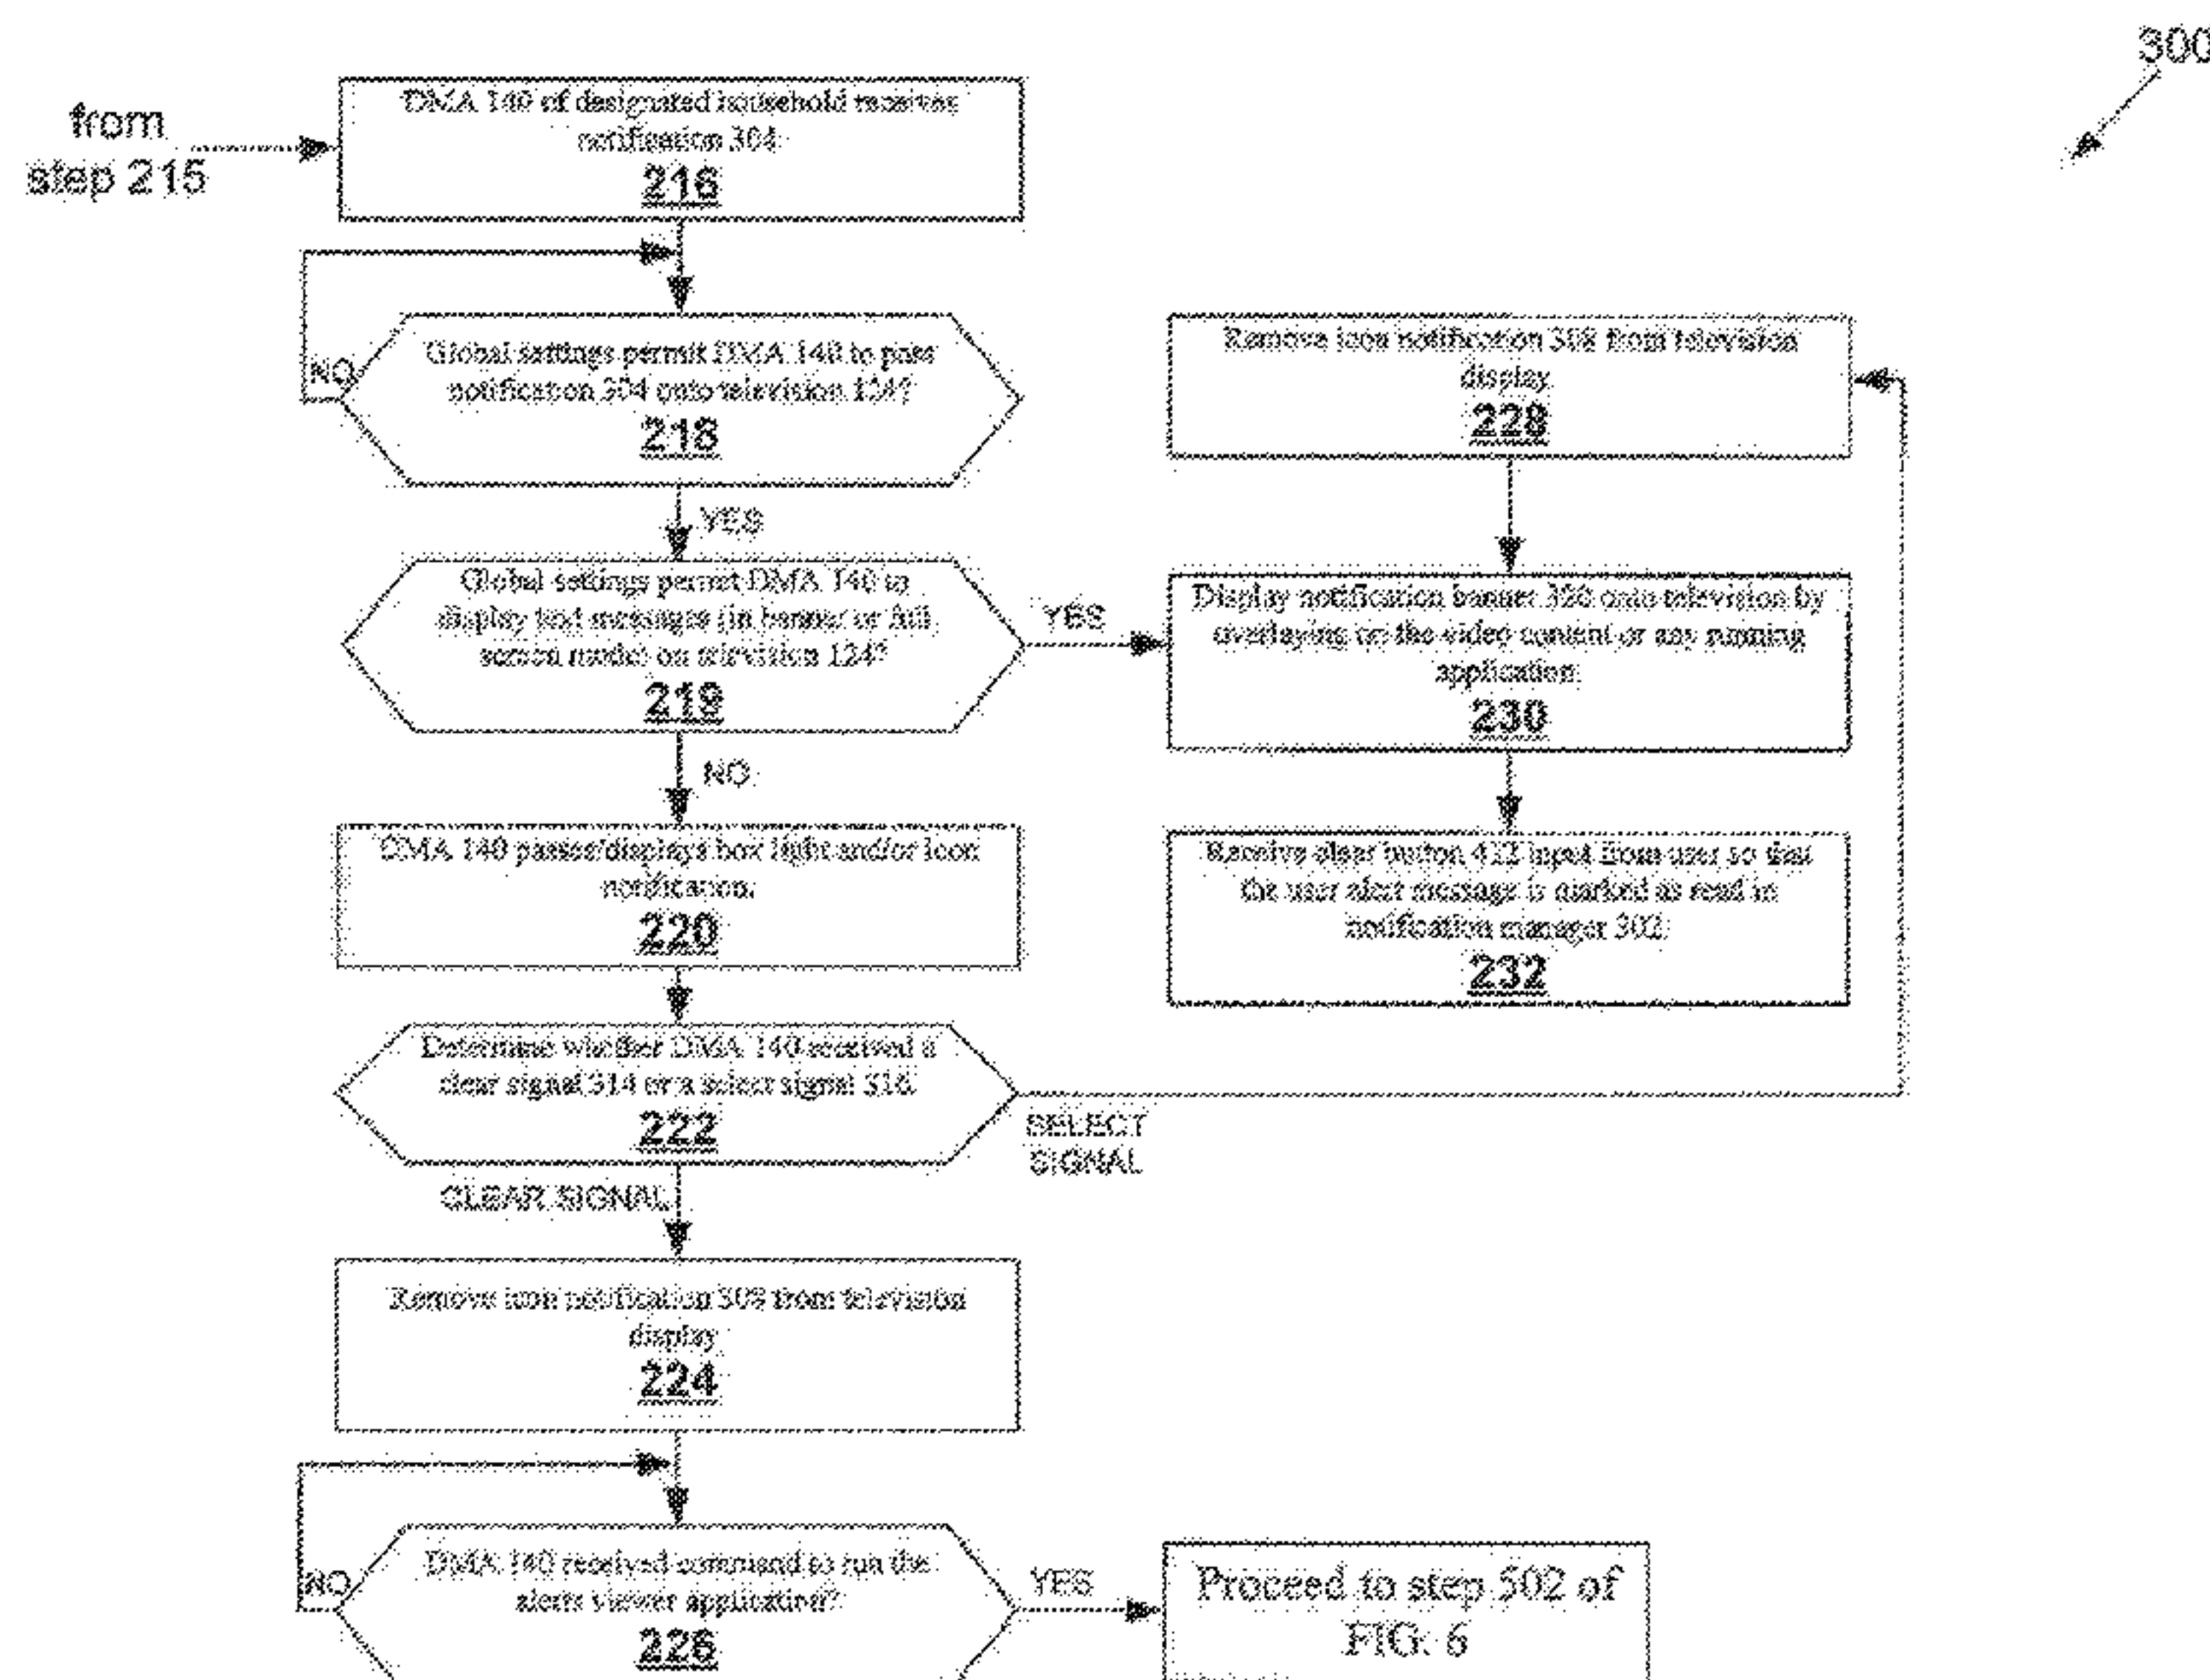 300
from
step 215
DMA 140 of designated household receives
notification 304
216
Global settings permit DMA 140 to pass
notification 304 onto television 124?
218
NO
YES
Global settings permit DMA 140 to
display text messages (in banner or full
screen mode) on television 124?
219
YES
NO
DMA 140 passes/displays box light and/or icon
notification.
220
Determine whether DMA 140 received a
clear signal 314 or a select signal 316.
222
SELECT
SIGNAL
CLEAR SIGNAL
Remove icon notification 308 from television
display
224
DMA 140 received command to run the
alerts viewer application?
226
NO
YES
Proceed to step 502 of
FIG. 6
Remove icon notification 308 from television
display
228
Display notification banner 320 onto television by
overlaying on the video content or any running
application
230
Receive clear button 412 input from user so that
the user alert message is marked as read in
notification manager 302
232